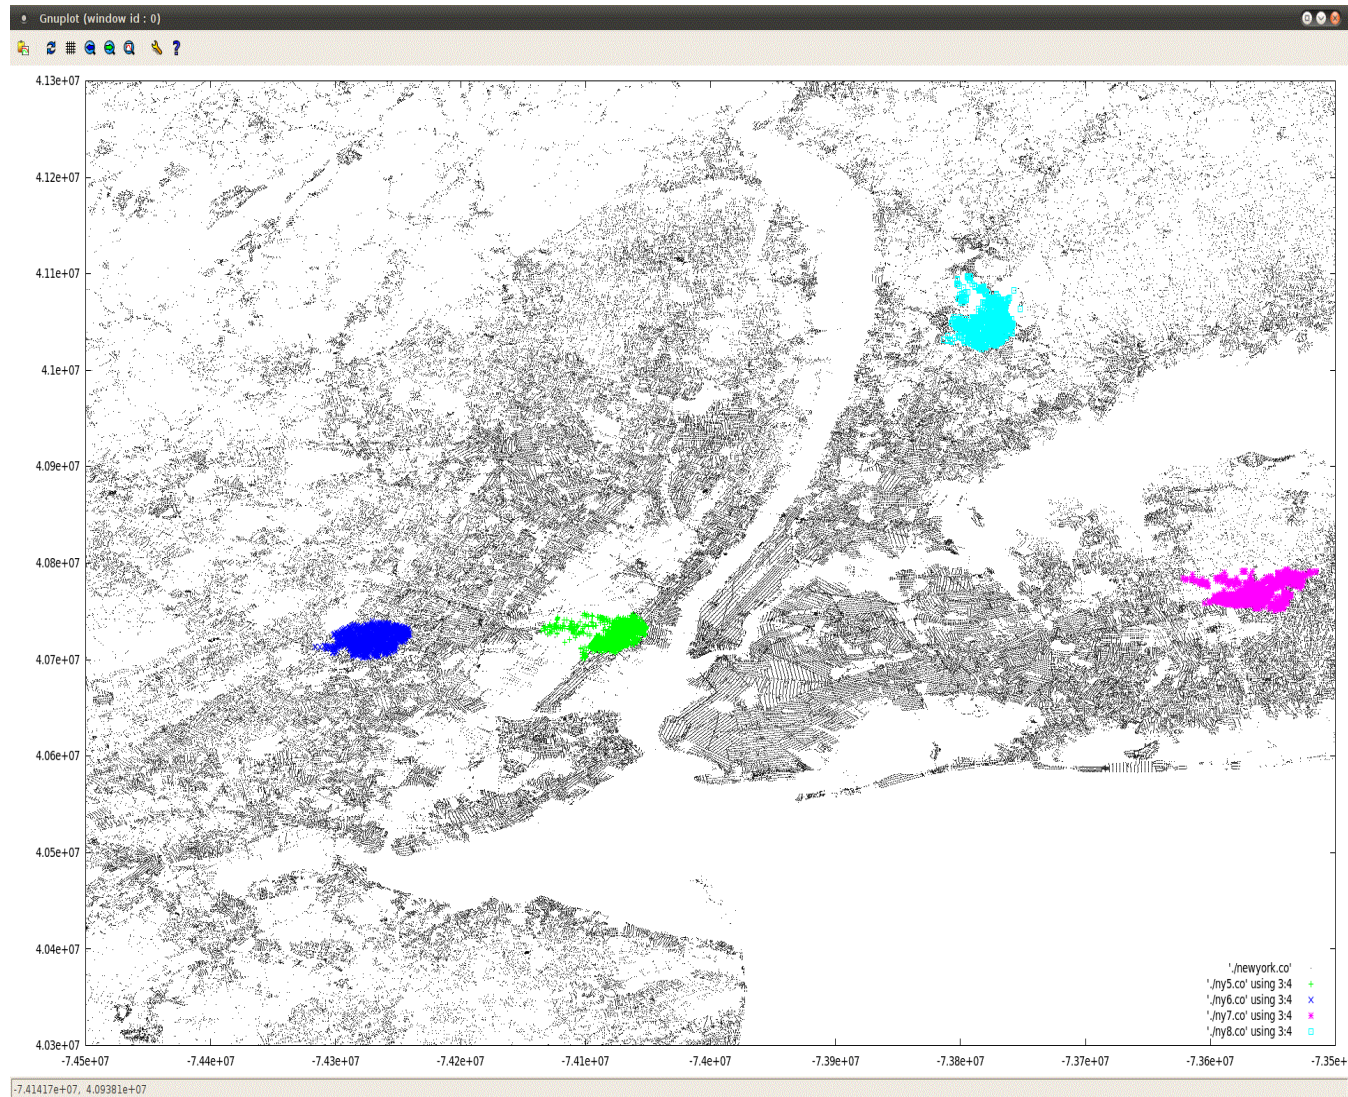 Gnuplot (window id : 0)
4.13e+07
4.12e+07
4.11e+07
4.1e+07
4.09e+07
4.08e+07
4.07e+07
4.06e+07
4.05e+07
4.04e+07
4.03e+07
'./newyork.co'
'./ny5.co' using 3:4
'./ny6.co' using 3:4
'./ny7.co' using 3:4
'./ny8.co' using 3:4
-7.45e+07 -7.44e+07 -7.43e+07 -7.42e+07 -7.41e+07 -7.4e+07 -7.39e+07 -7.38e+07 -7.37e+07 -7.36e+07 -7.35e+
-7.41417e+07, 4.09381e+07